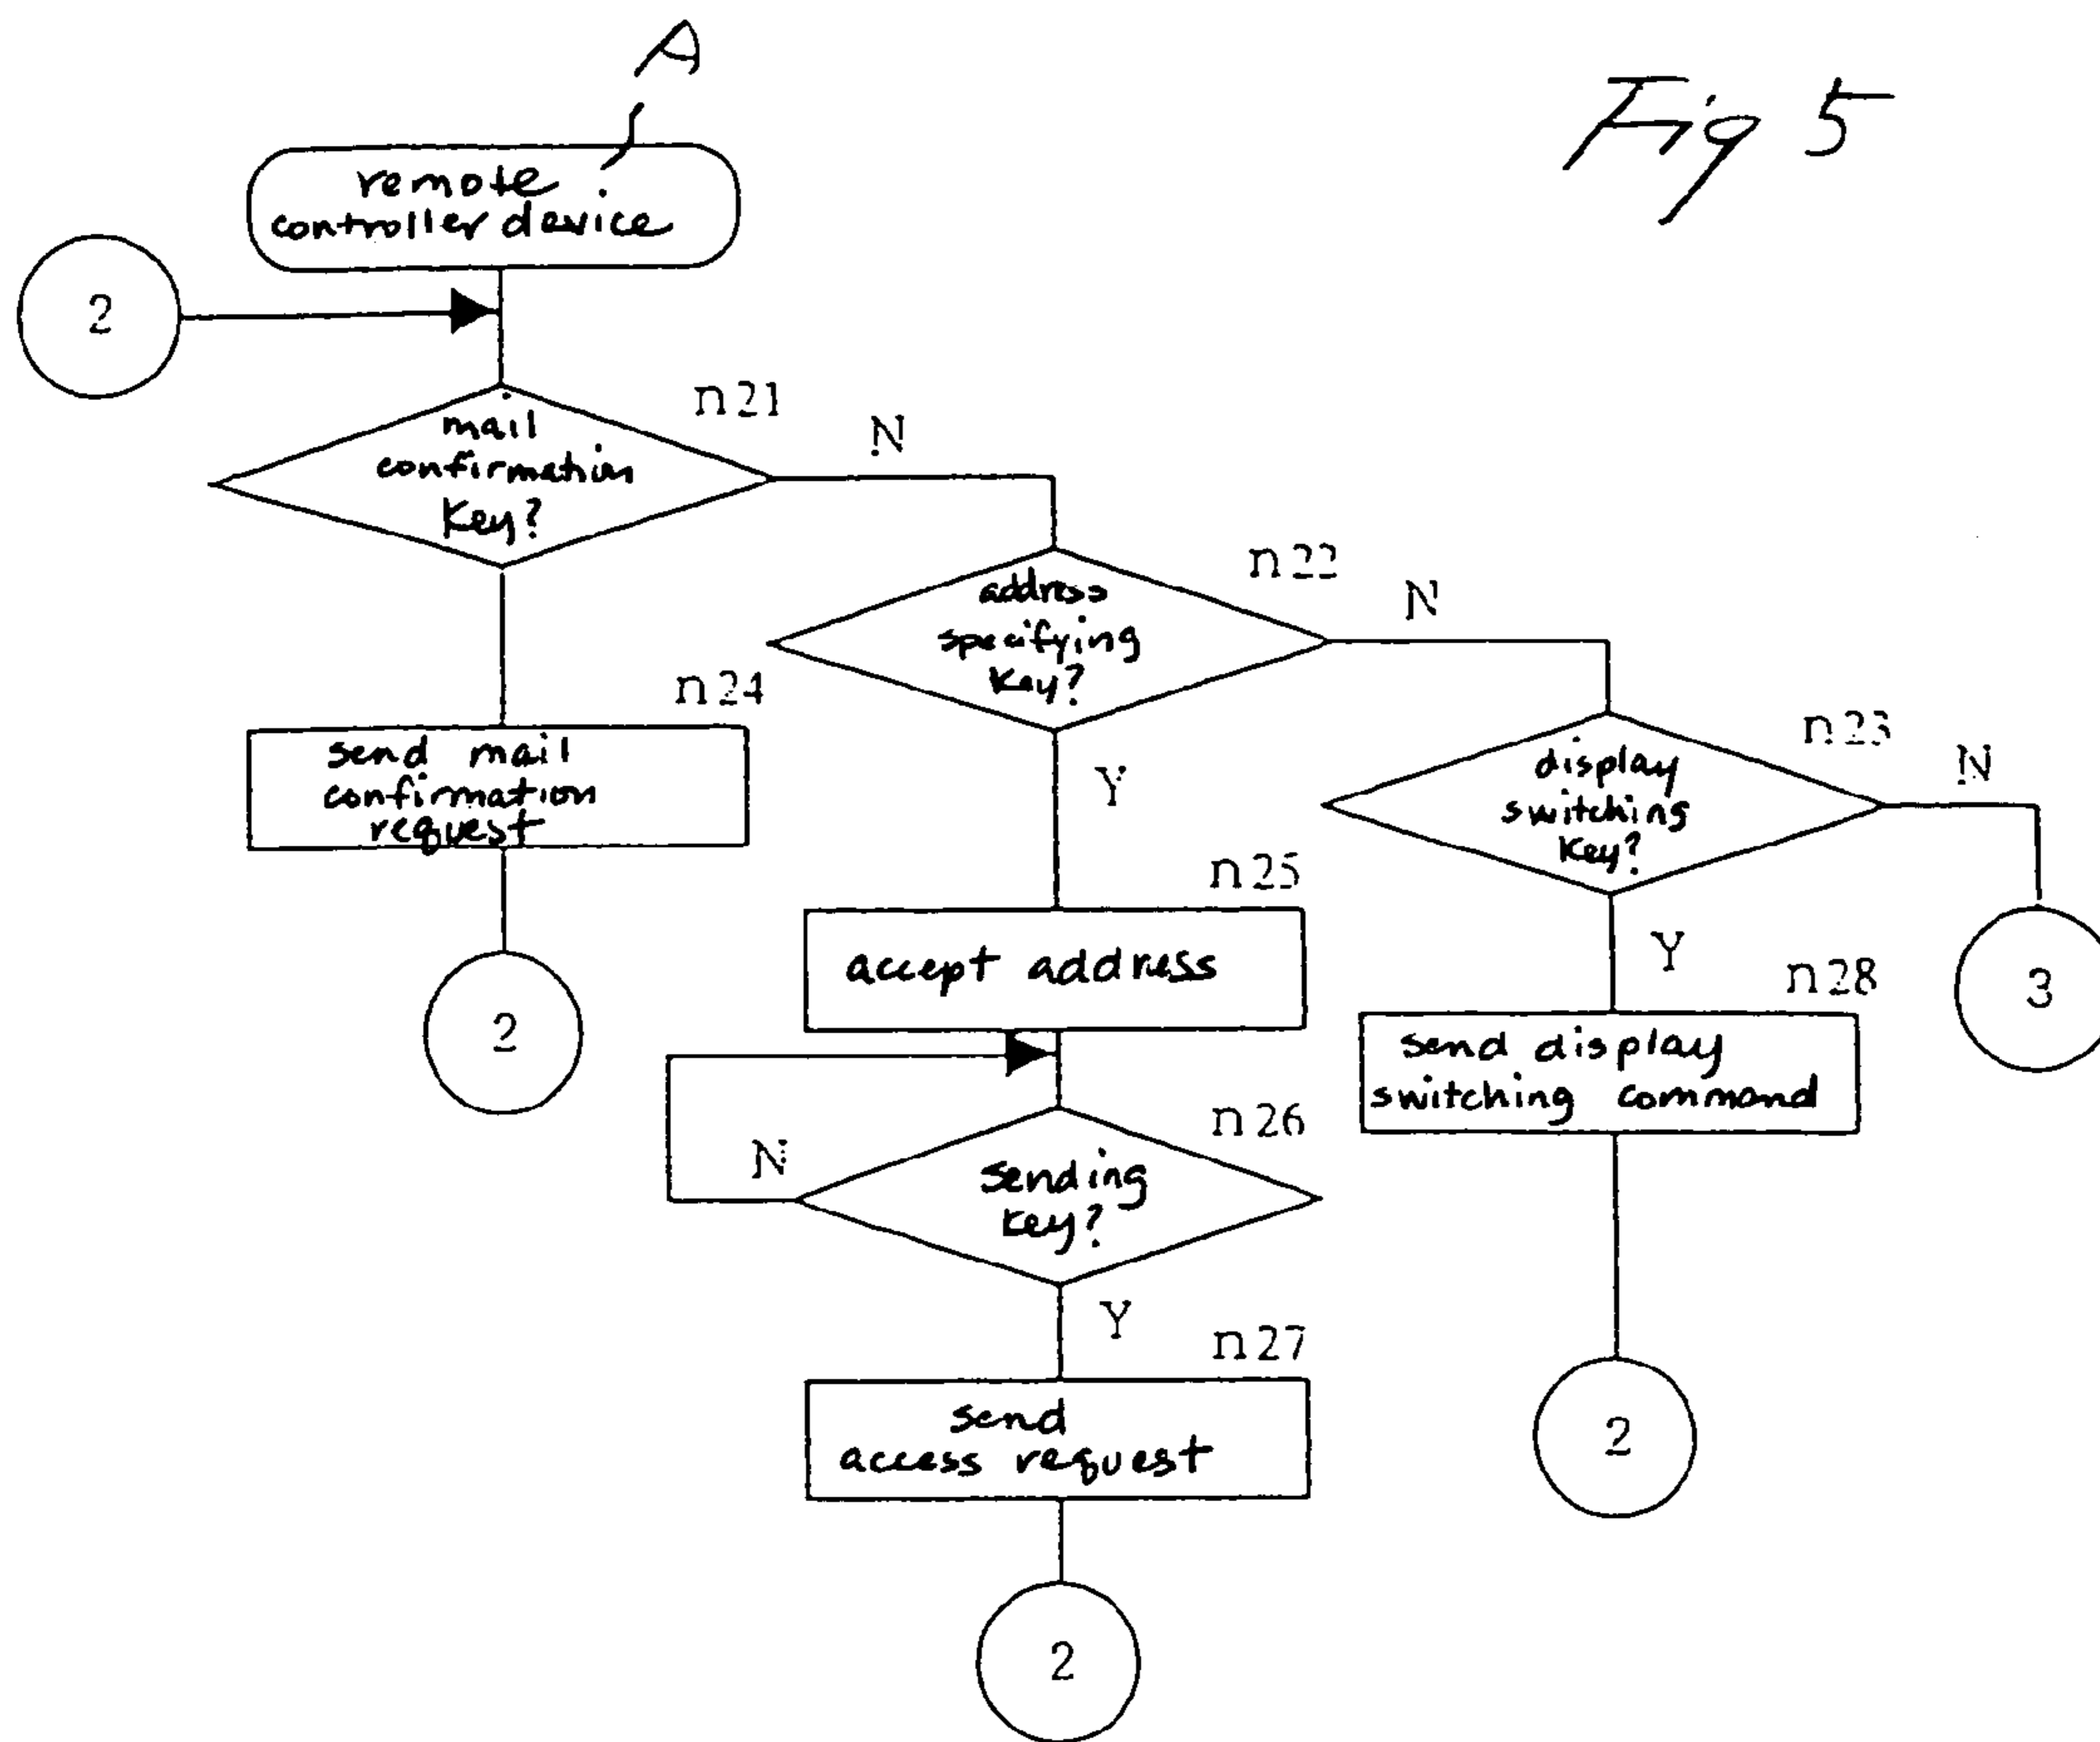 A
Fig 5
remote
controller device
2
n21
mail
confirmation
Key?
N
n22
address
specifying
Key?
N
n24
send mail
confirmation
request
n23
display
switching
Key?
N
Y
n25
accept address
2
Y
n28
send display
switching command
3
n26
sending
key?
N
Y
n27
send
access request
2
2